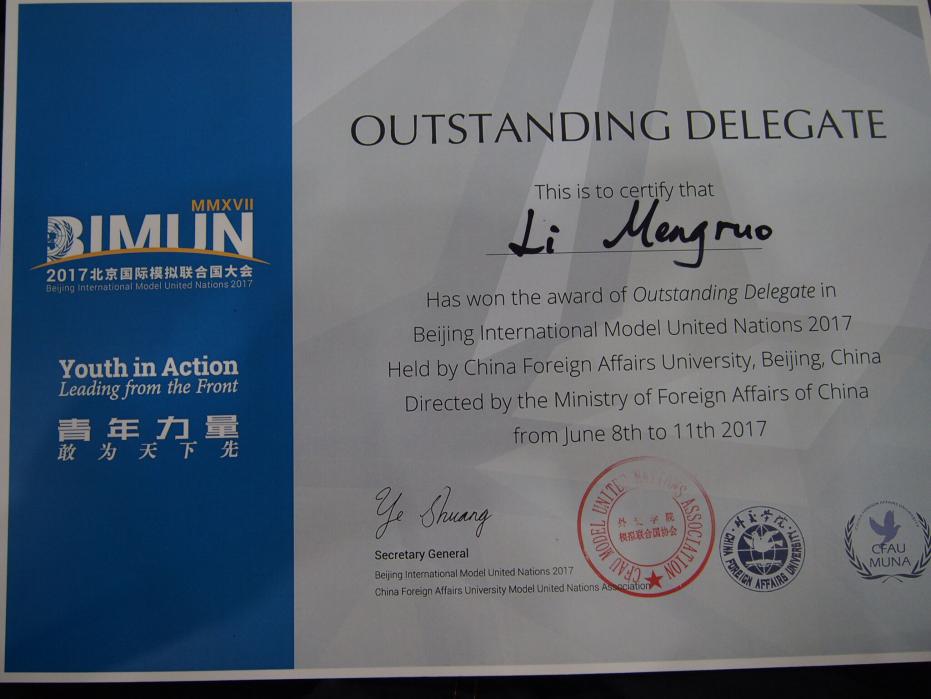 MMXVII
BIMUN
2017北京国际模拟联合国大会
Beijing International Model United Nations 2017
Youth in Action
Leading from the Front
青年力量
敢为天下先
OUTSTANDING DELEGATE
This is to certify that
Li Mengruo
Has won the award of Outstanding Delegate in
Beijing International Model United Nations 2017
Held by China Foreign Affairs University, Beijing, China
Directed by the Ministry of Foreign Affairs of China
from June 8th to 11th 2017
Ye Shuang
Secretary General
Beijing International Model United Nations 2017
China Foreign Affairs University Model United Nations Association
CFAU MODEL UNITED NATIONS ASSOCIATION
外交学院
模拟联合国协会
外交学院
CHINA FOREIGN AFFAIRS UNIVERSITY
CFAU
MUNA